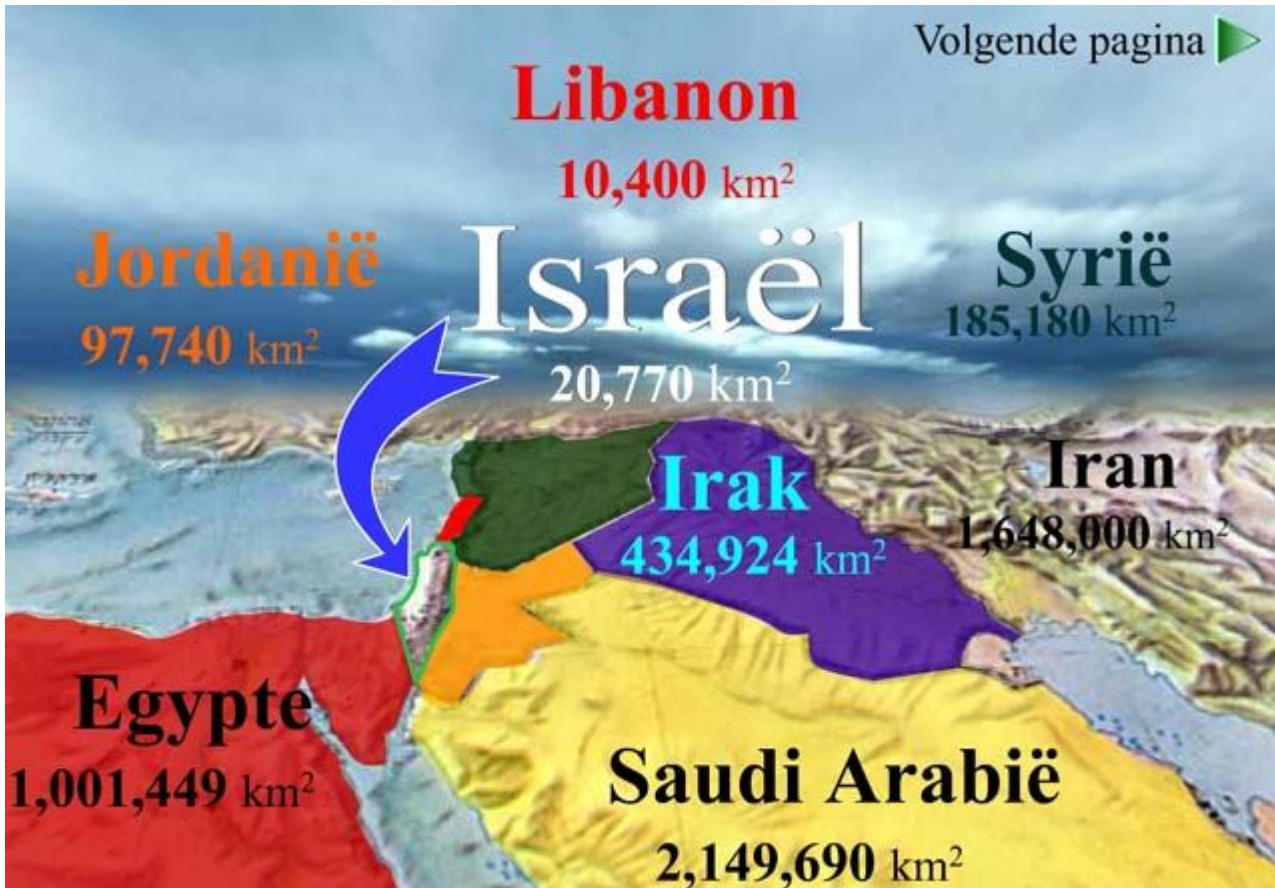 Volgende pagina
Libanon
10,400 km²
Jordanië
97,740 km²
Israël
20,770 km²
Syrië
185,180 km²
Irak
434,924 km²
Iran
1,648,000 km²
Egypte
1,001,449 km²
Saudi Arabië
2,149,690 km²